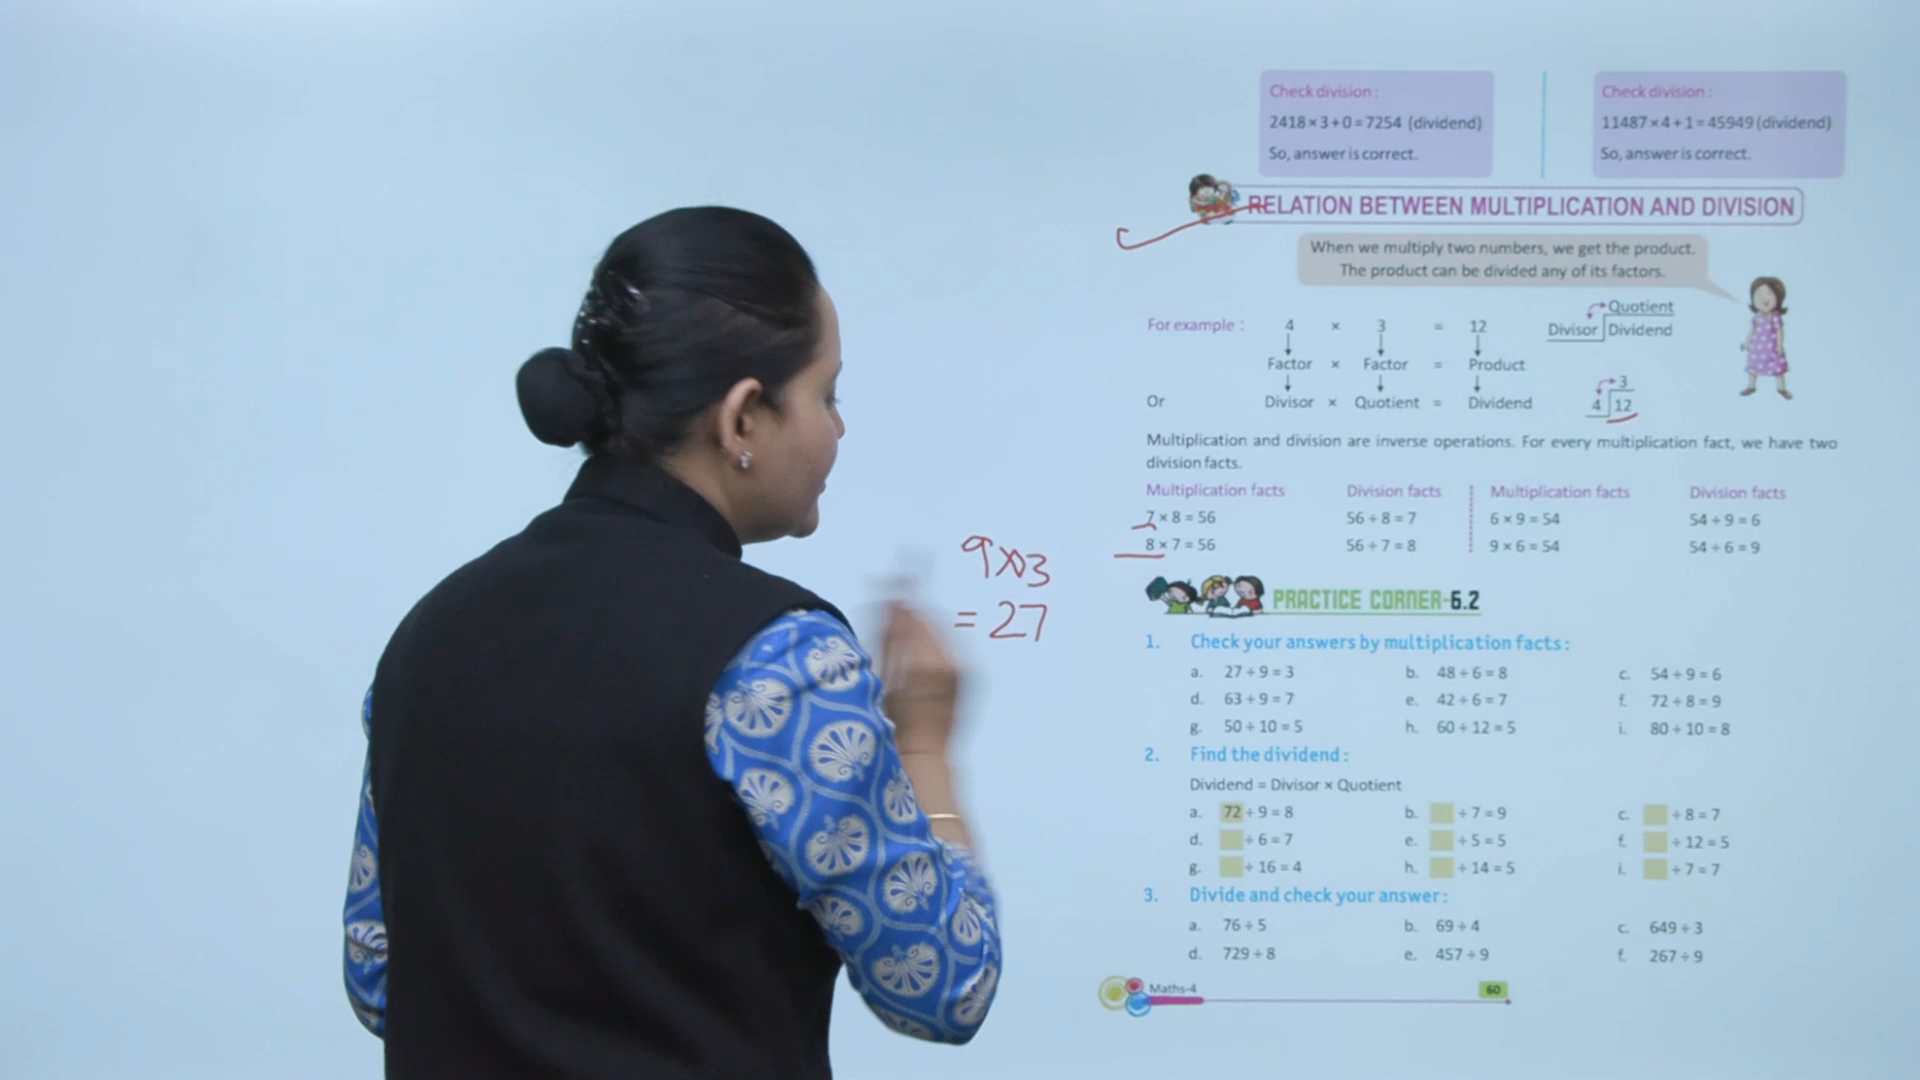 Check division :
2418 × 3 + 0 = 7254 (dividend)
So, answer is correct.
Check division :
11487 × 4 + 1 = 45949 (dividend)
So, answer is correct.
RELATION BETWEEN MULTIPLICATION AND DIVISION
When we multiply two numbers, we get the product.
The product can be divided any of its factors.
For example : 4 × 3 = 12
Factor × Factor = Product
Or Divisor × Quotient = Dividend
Quotient
Divisor Dividend
3
4 12
Multiplication and division are inverse operations. For every multiplication fact, we have two
division facts.
Multiplication facts Division facts Multiplication facts Division facts
7 × 8 = 56 56 ÷ 8 = 7 6 × 9 = 54 54 ÷ 9 = 6
8 × 7 = 56 56 ÷ 7 = 8 9 × 6 = 54 54 ÷ 6 = 9
9×3
= 27
PRACTICE CORNER-6.2
1. Check your answers by multiplication facts :
a. 27 ÷ 9 = 3 b. 48 ÷ 6 = 8 c. 54 ÷ 9 = 6
d. 63 ÷ 9 = 7 e. 42 ÷ 6 = 7 f. 72 ÷ 8 = 9
g. 50 ÷ 10 = 5 h. 60 ÷ 12 = 5 i. 80 ÷ 10 = 8
2. Find the dividend :
Dividend = Divisor × Quotient
a. 72 ÷ 9 = 8 b. ÷ 7 = 9 c. ÷ 8 = 7
d. ÷ 6 = 7 e. ÷ 5 = 5 f. ÷ 12 = 5
g. ÷ 16 = 4 h. ÷ 14 = 5 i. ÷ 7 = 7
3. Divide and check your answer :
a. 76 ÷ 5 b. 69 ÷ 4 c. 649 ÷ 3
d. 729 ÷ 8 e. 457 ÷ 9 f. 267 ÷ 9
Maths-4 60